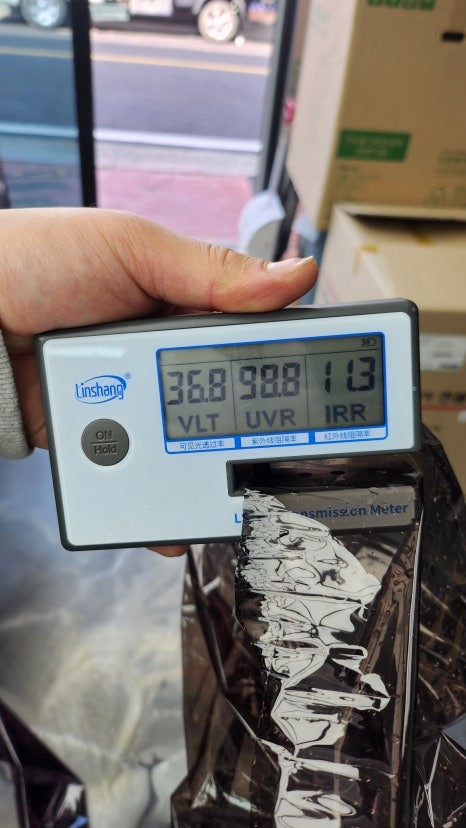 Linshang®
ON
Hold
36.8 98.8 11.3
VLT UVR IRR
可见光透过率 紫外线阻隔率 红外线阻隔率
Meter